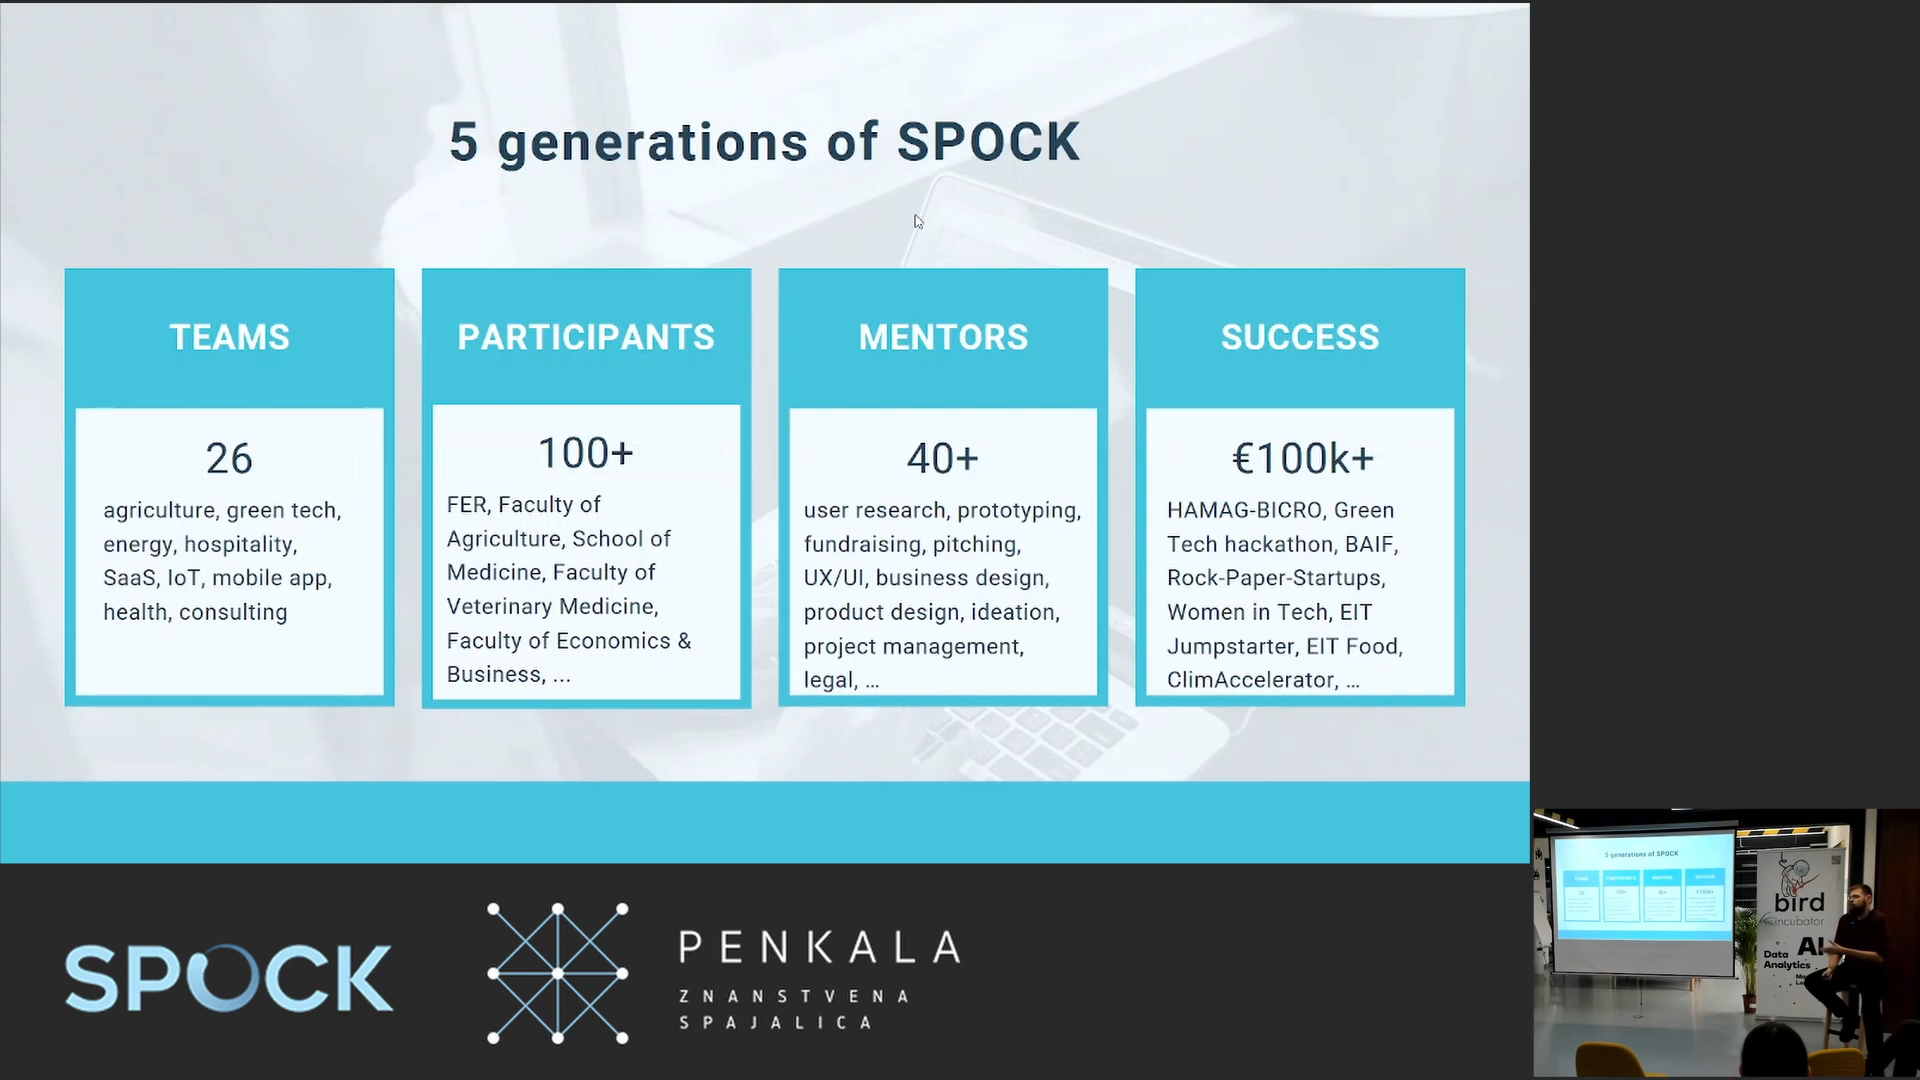 5 generations of SPOCK
TEAMS
26
agriculture, green tech,
energy, hospitality,
SaaS, IoT, mobile app,
health, consulting
PARTICIPANTS
100+
FER, Faculty of
Agriculture, School of
Medicine, Faculty of
Veterinary Medicine,
Faculty of Economics &
Business, ...
MENTORS
40+
user research, prototyping,
fundraising, pitching,
UX/UI, business design,
product design, ideation,
project management,
legal, ...
SUCCESS
€100k+
HAMAG-BICRO, Green
Tech hackathon, BAIF,
Rock-Paper-Startups,
Women in Tech, EIT
Jumpstarter, EIT Food,
ClimAccelerator, ...
SPOCK
PENKALA
ZNANSTVENA
SPAJALICA
5 generations of SPOCK
bird
incubator
AI
Data
Analytics